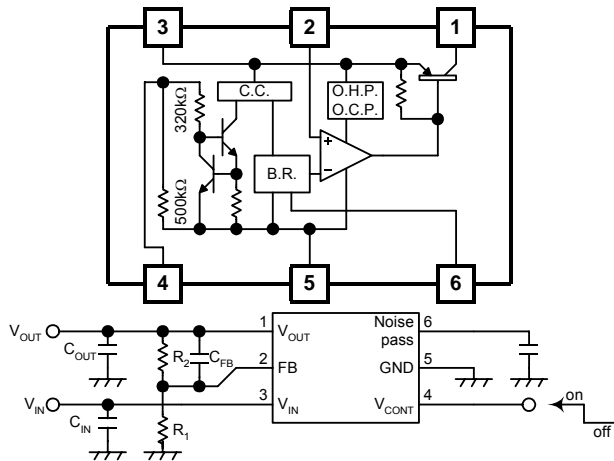 3 2 1
C.C.
O.H.P.
O.C.P.
320kΩ
+
−
B.R.
500kΩ
4 5 6
VOUT
COUT
R2
CFB
1
VOUT
Noise
pass
6
2
FB
GND
5
VIN
CIN
R1
3
VIN
VCONT
4
on
off